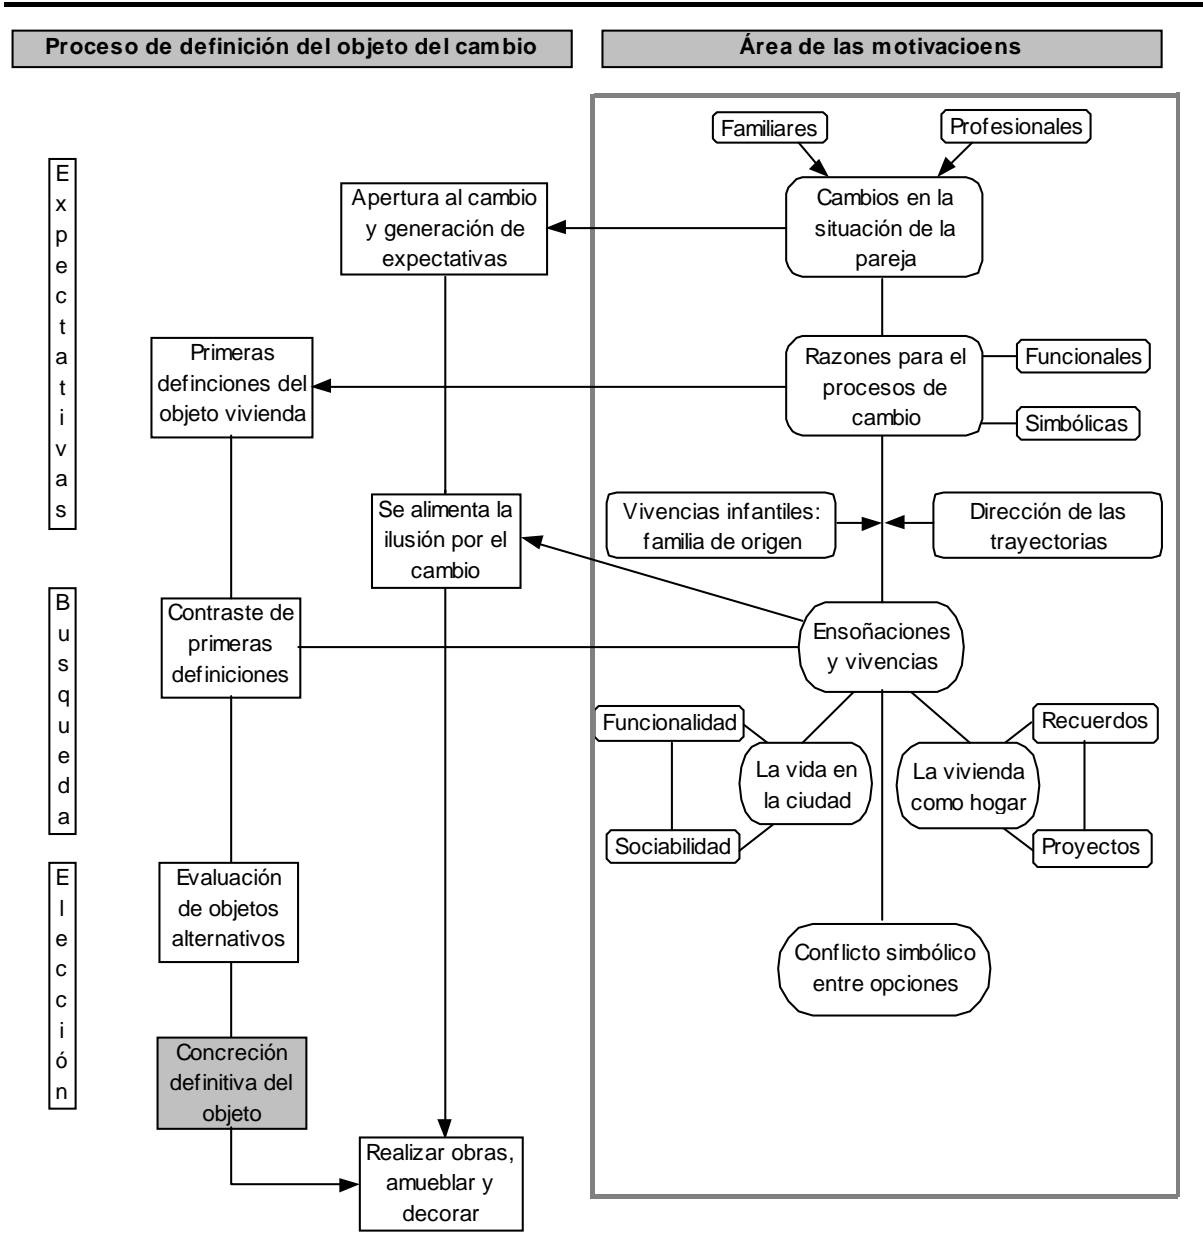 Proceso de definición del objeto del cambio
Área de las motivacioens
Familiares
Profesionales
Expectativas
Apertura al cambio
y generación de
expectativas
Cambios en la
situación de la
pareja
Primeras
definciones del
objeto vivienda
Razones para el
procesos de
cambio
Funcionales
Simbólicas
Se alimenta la
ilusión por el
cambio
Vivencias infantiles:
familia de origen
Dirección de las
trayectorias
Busqueda
Contraste de
primeras
definiciones
Ensoñaciones
y vivencias
Funcionalidad
Recuerdos
La vida en
la ciudad
La vivienda
como hogar
Sociabilidad
Proyectos
Elección
Evaluación
de objetos
alternativos
Conflicto simbólico
entre opciones
Concreción
definitiva del
objeto
Realizar obras,
amueblar y
decorar